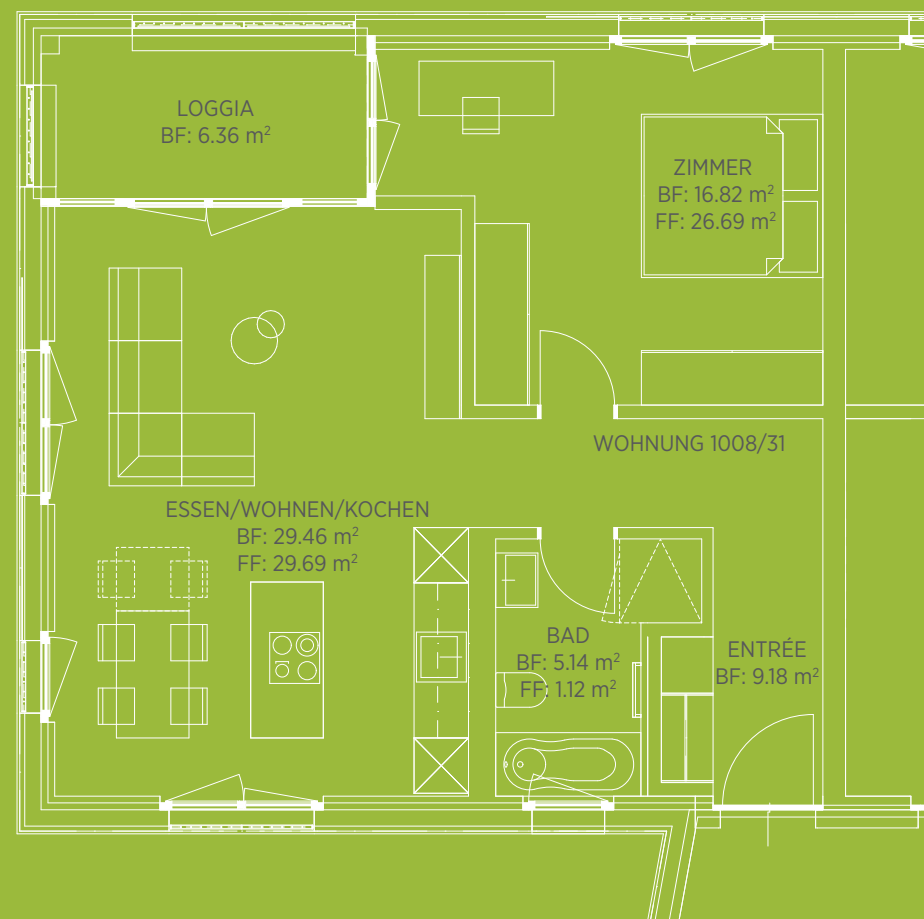 LOGGIA
BF: 6.36 m²
ZIMMER
BF: 16.82 m²
FF: 26.69 m²
WOHNUNG 1008/31
ESSEN/WOHNEN/KOCHEN
BF: 29.46 m²
FF: 29.69 m²
BAD
BF: 5.14 m²
FF: 1.12 m²
ENTRÉE
BF: 9.18 m²